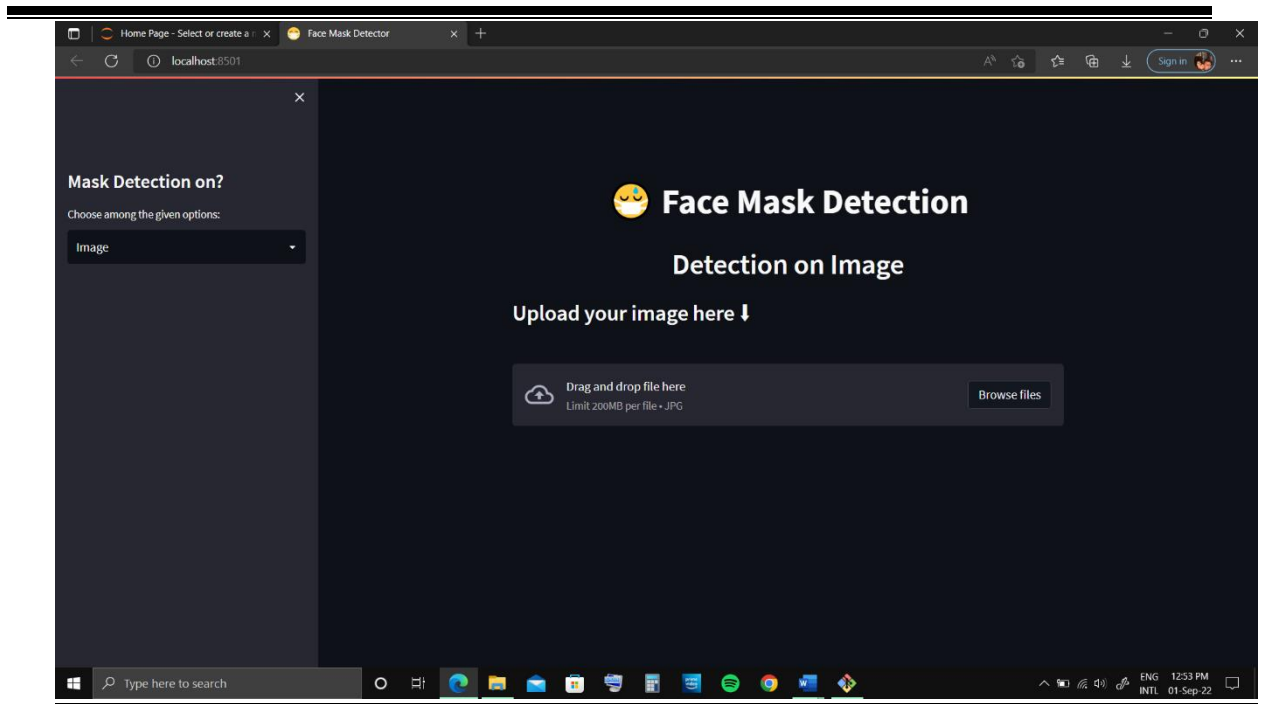 Home Page - Select or create a n
Face Mask Detector
localhost:8501
Sign in
Mask Detection on?
Choose among the given options:
Image
😷 Face Mask Detection
Detection on Image
Upload your image here ⬇
Drag and drop file here
Limit 200MB per file • JPG
Browse files
Type here to search
ENG 12:53 PM
INTL 01-Sep-22